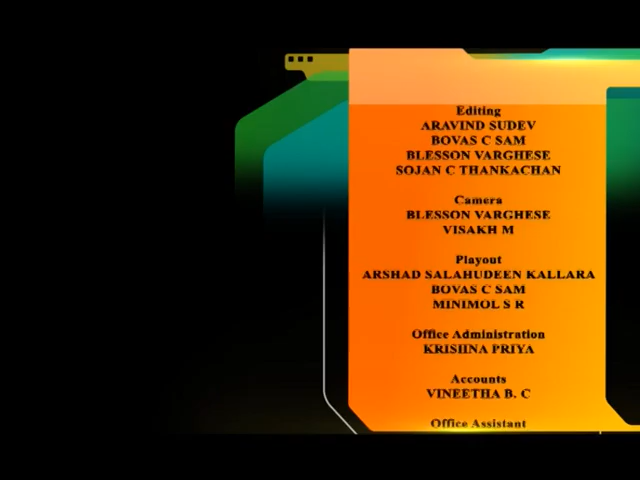 Editing
ARAVIND SUDEV
BOVAS C SAM
BLESSON VARGHESE
SOJAN C THANKACHAN
Camera
BLESSON VARGHESE
VISAKH M
Playout
ARSHAD SALAHUDEEN KALLARA
BOVAS C SAM
MINIMOL S R
Office Administration
KRISHNA PRIYA
Accounts
VINEETHA B. C
Office Assistant